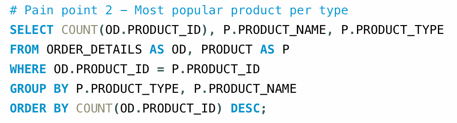 # Pain point 2 – Most popular product per type
SELECT COUNT(OD.PRODUCT_ID), P.PRODUCT_NAME, P.PRODUCT_TYPE
FROM ORDER_DETAILS AS OD, PRODUCT AS P
WHERE OD.PRODUCT_ID = P.PRODUCT_ID
GROUP BY P.PRODUCT_TYPE, P.PRODUCT_NAME
ORDER BY COUNT(OD.PRODUCT_ID) DESC;